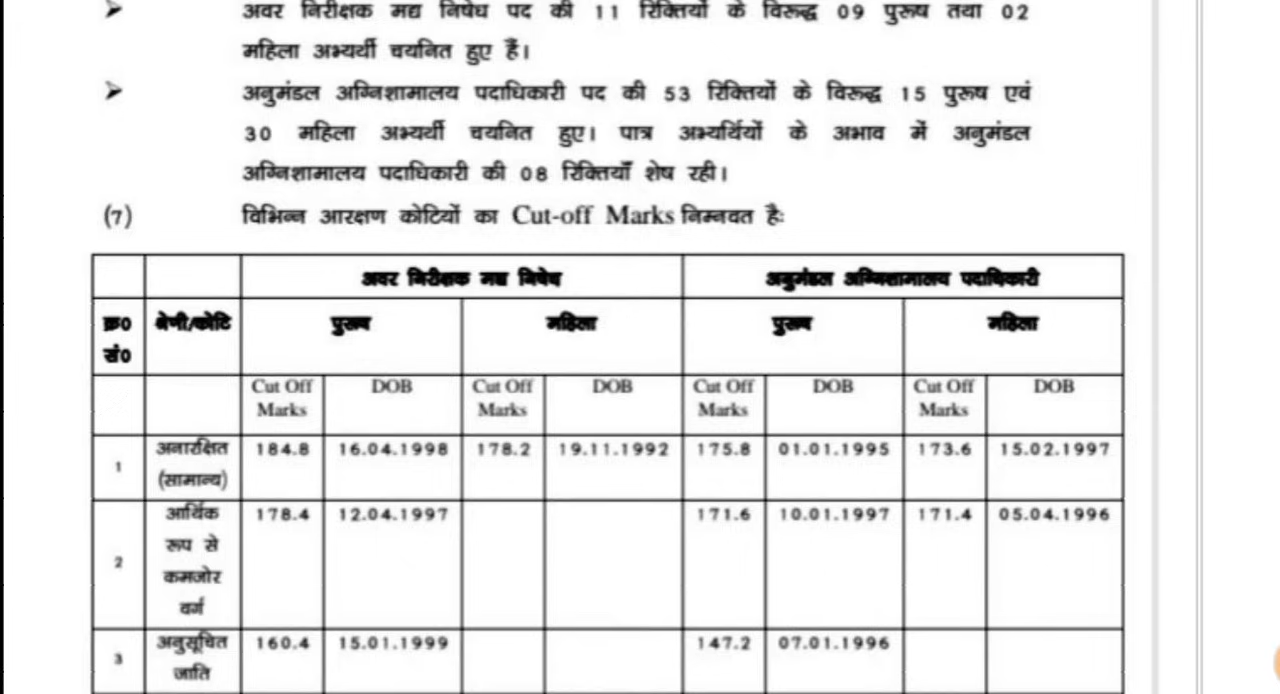 ➢ अवर निरीक्षक मद्य निषेध पद की 11 रिक्तियों के विरूद्ध 09 पुरूष तथा 02
महिला अभ्यर्थी चयनित हुए हैं।
➢ अनुमंडल अग्निशामालय पदाधिकारी पद की 53 रिक्तियों के विरूद्ध 15 पुरूष एवं
30 महिला अभ्यर्थी चयनित हुए। पात्र अभ्यर्थियों के अभाव में अनुमंडल
अग्निशामालय पदाधिकारी की 08 रिक्तियाँ शेष रही।
(7) विभिन्न आरक्षण कोटियों का Cut-off Marks निम्नवत हैः
अवर निरीक्षक मद्य निषेध अनुमंडल अग्निशामालय पदाधिकारी
क्र0 श्रेणी/कोटि पुरूष महिला पुरूष महिला
सं0
Cut Off DOB Cut Off DOB Cut Off DOB Cut Off DOB
Marks Marks Marks Marks
1 अनारक्षित 184.8 16.04.1998 178.2 19.11.1992 175.8 01.01.1995 173.6 15.02.1997
(सामान्य)
आर्थिक 178.4 12.04.1997 171.6 10.01.1997 171.4 05.04.1996
रूप से
2 कमजोर
वर्ग
3 अनुसूचित 160.4 15.01.1999 147.2 07.01.1996
जाति